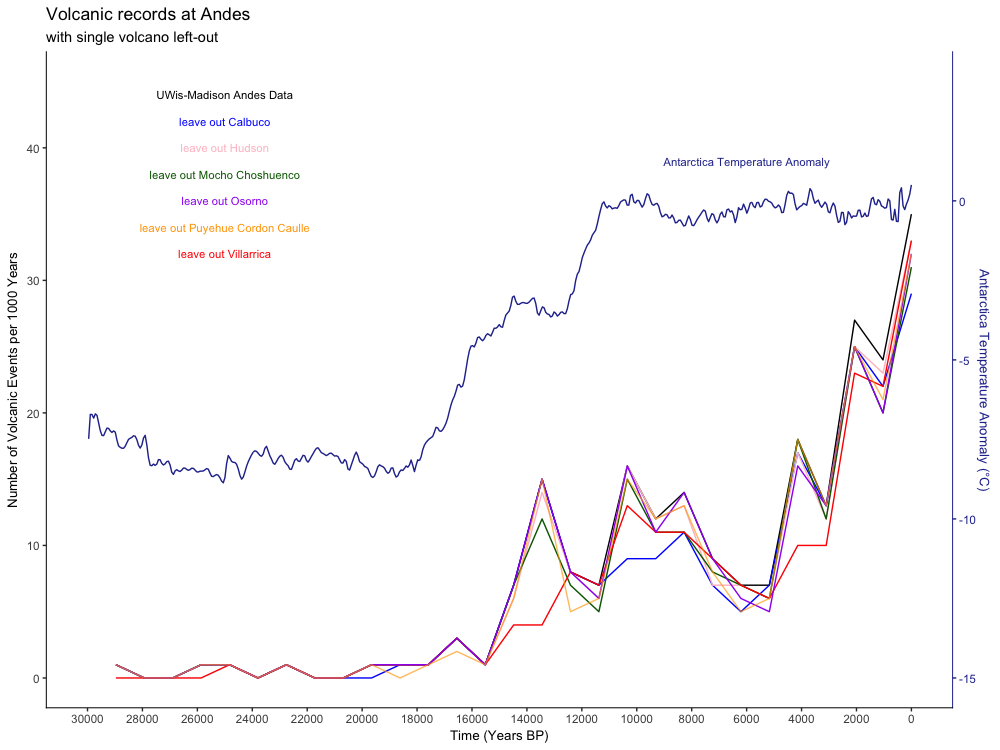 Volcanic records at Andes
with single volcano left-out
UWis-Madison Andes Data
leave out Calbuco
leave out Hudson
leave out Mocho Choshuenco
leave out Osorno
leave out Puyehue Cordon Caulle
leave out Villarrica
Antarctica Temperature Anomaly
Number of Volcanic Events per 1000 Years
40
30
20
10
0
0
-5
-10
-15
Antarctica Temperature Anomaly (°C)
30000 28000 26000 24000 22000 20000 18000 16000 14000 12000 10000 8000 6000 4000 2000 0
Time (Years BP)